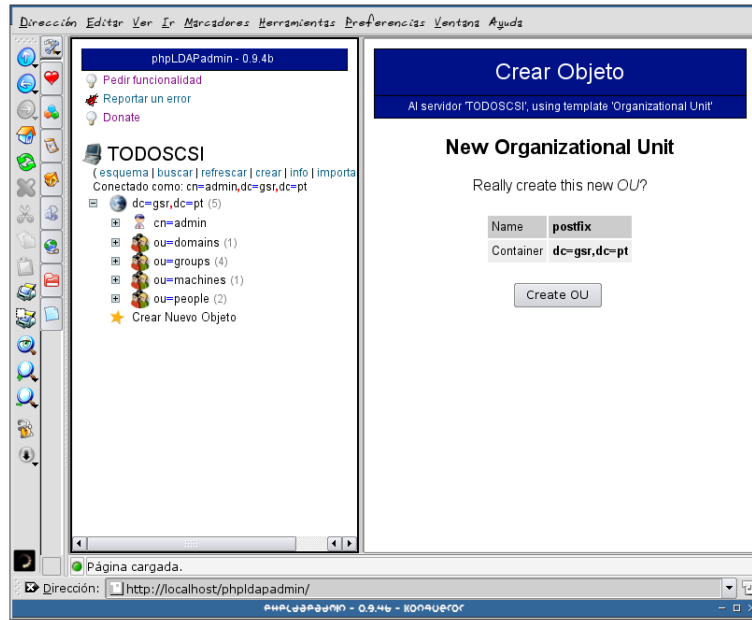 Dirección Editar Ver Ir Marcadores Herramientas Preferencias Ventana Ayuda
phpLDAPadmin - 0.9.4b
Pedir funcionalidad
Reportar un error
Donate
TODOSCSI
( esquema | buscar | refrescar | crear | info | importa
Conectado como: cn=admin,dc=gsr,dc=pt
dc=gsr,dc=pt (5)
cn=admin
ou=domains (1)
ou=groups (4)
ou=machines (1)
ou=people (2)
Crear Nuevo Objeto
Crear Objeto
Al servidor 'TODOSCSI', using template 'Organizational Unit'
New Organizational Unit
Really create this new OU?
Name postfix
Container dc=gsr,dc=pt
Create OU
Página cargada.
Dirección: http://localhost/phpldapadmin/
phpLDAPadmin - 0.9.4b - Konqueror